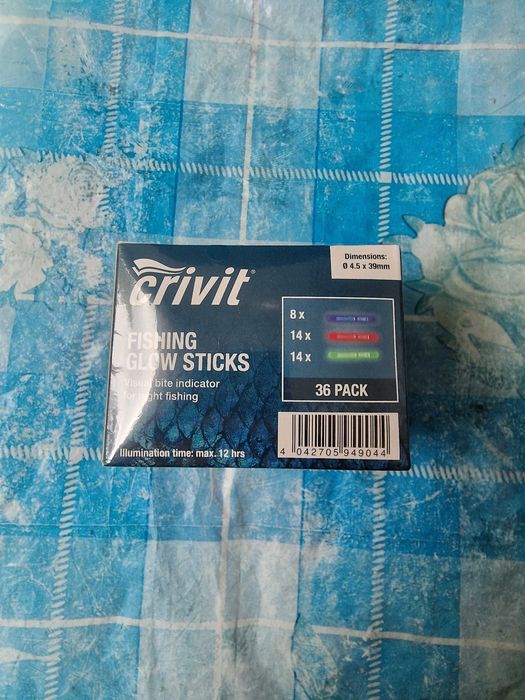 Dimensions:
Ø 4.5 x 39mm
crivit®
FISHING
GLOW STICKS
Visual bite indicator
for night fishing
Illumination time: max. 12 hrs
8 x
14 x
14 x
36 PACK
4 042705 949044